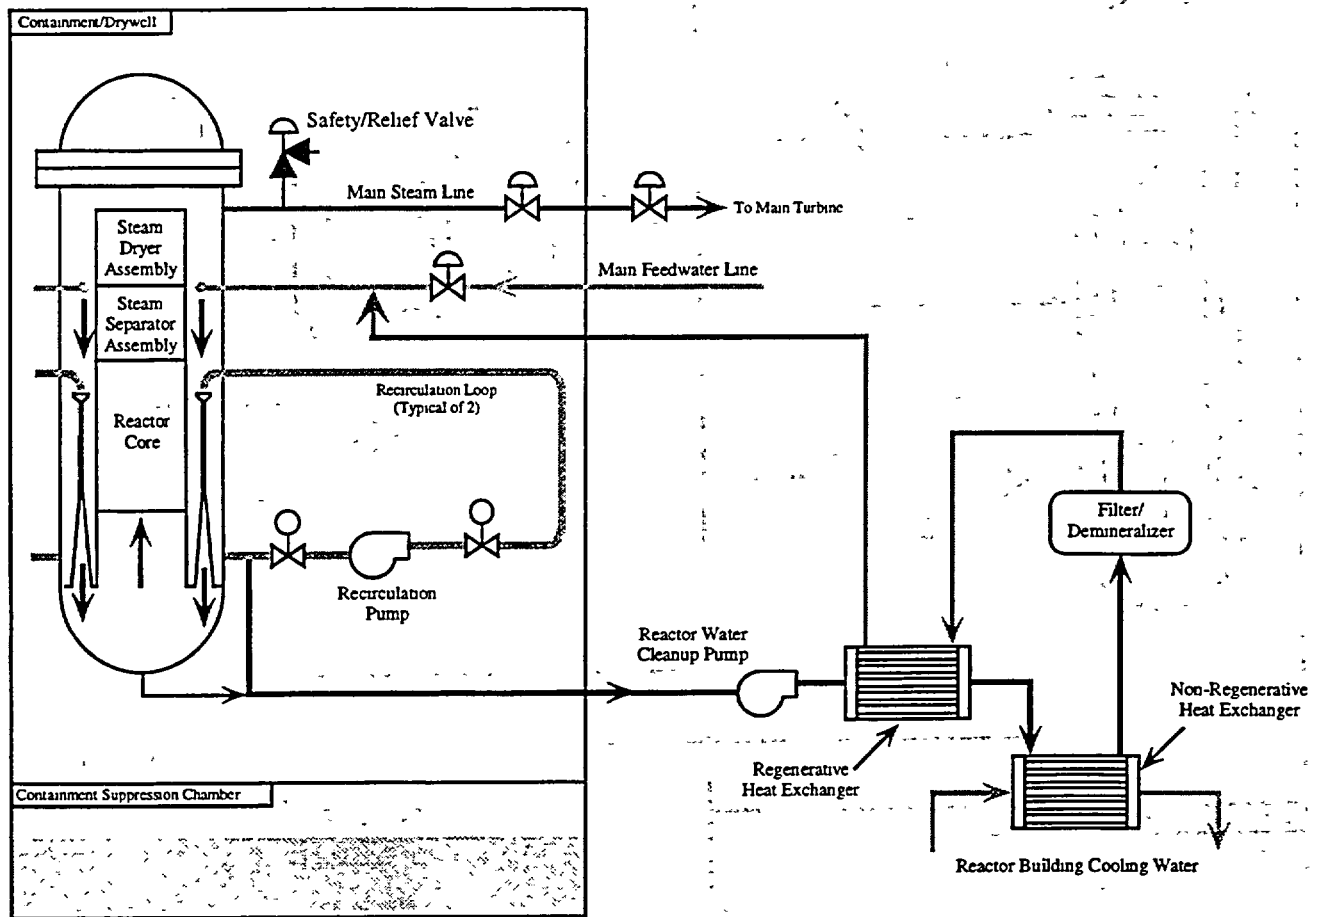 Containment/Drywell
Safety/Relief Valve
Main Steam Line
To Main Turbine
Steam
Dryer
Assembly
Main Feedwater Line
Steam
Separator
Assembly
Recirculation Loop
(Typical of 2)
Reactor
Core
Filter/
Demineralizer
Recirculation
Pump
Reactor Water
Cleanup Pump
Non-Regenerative
Heat Exchanger
Regenerative
Heat Exchanger
Containment Suppression Chamber
Reactor Building Cooling Water